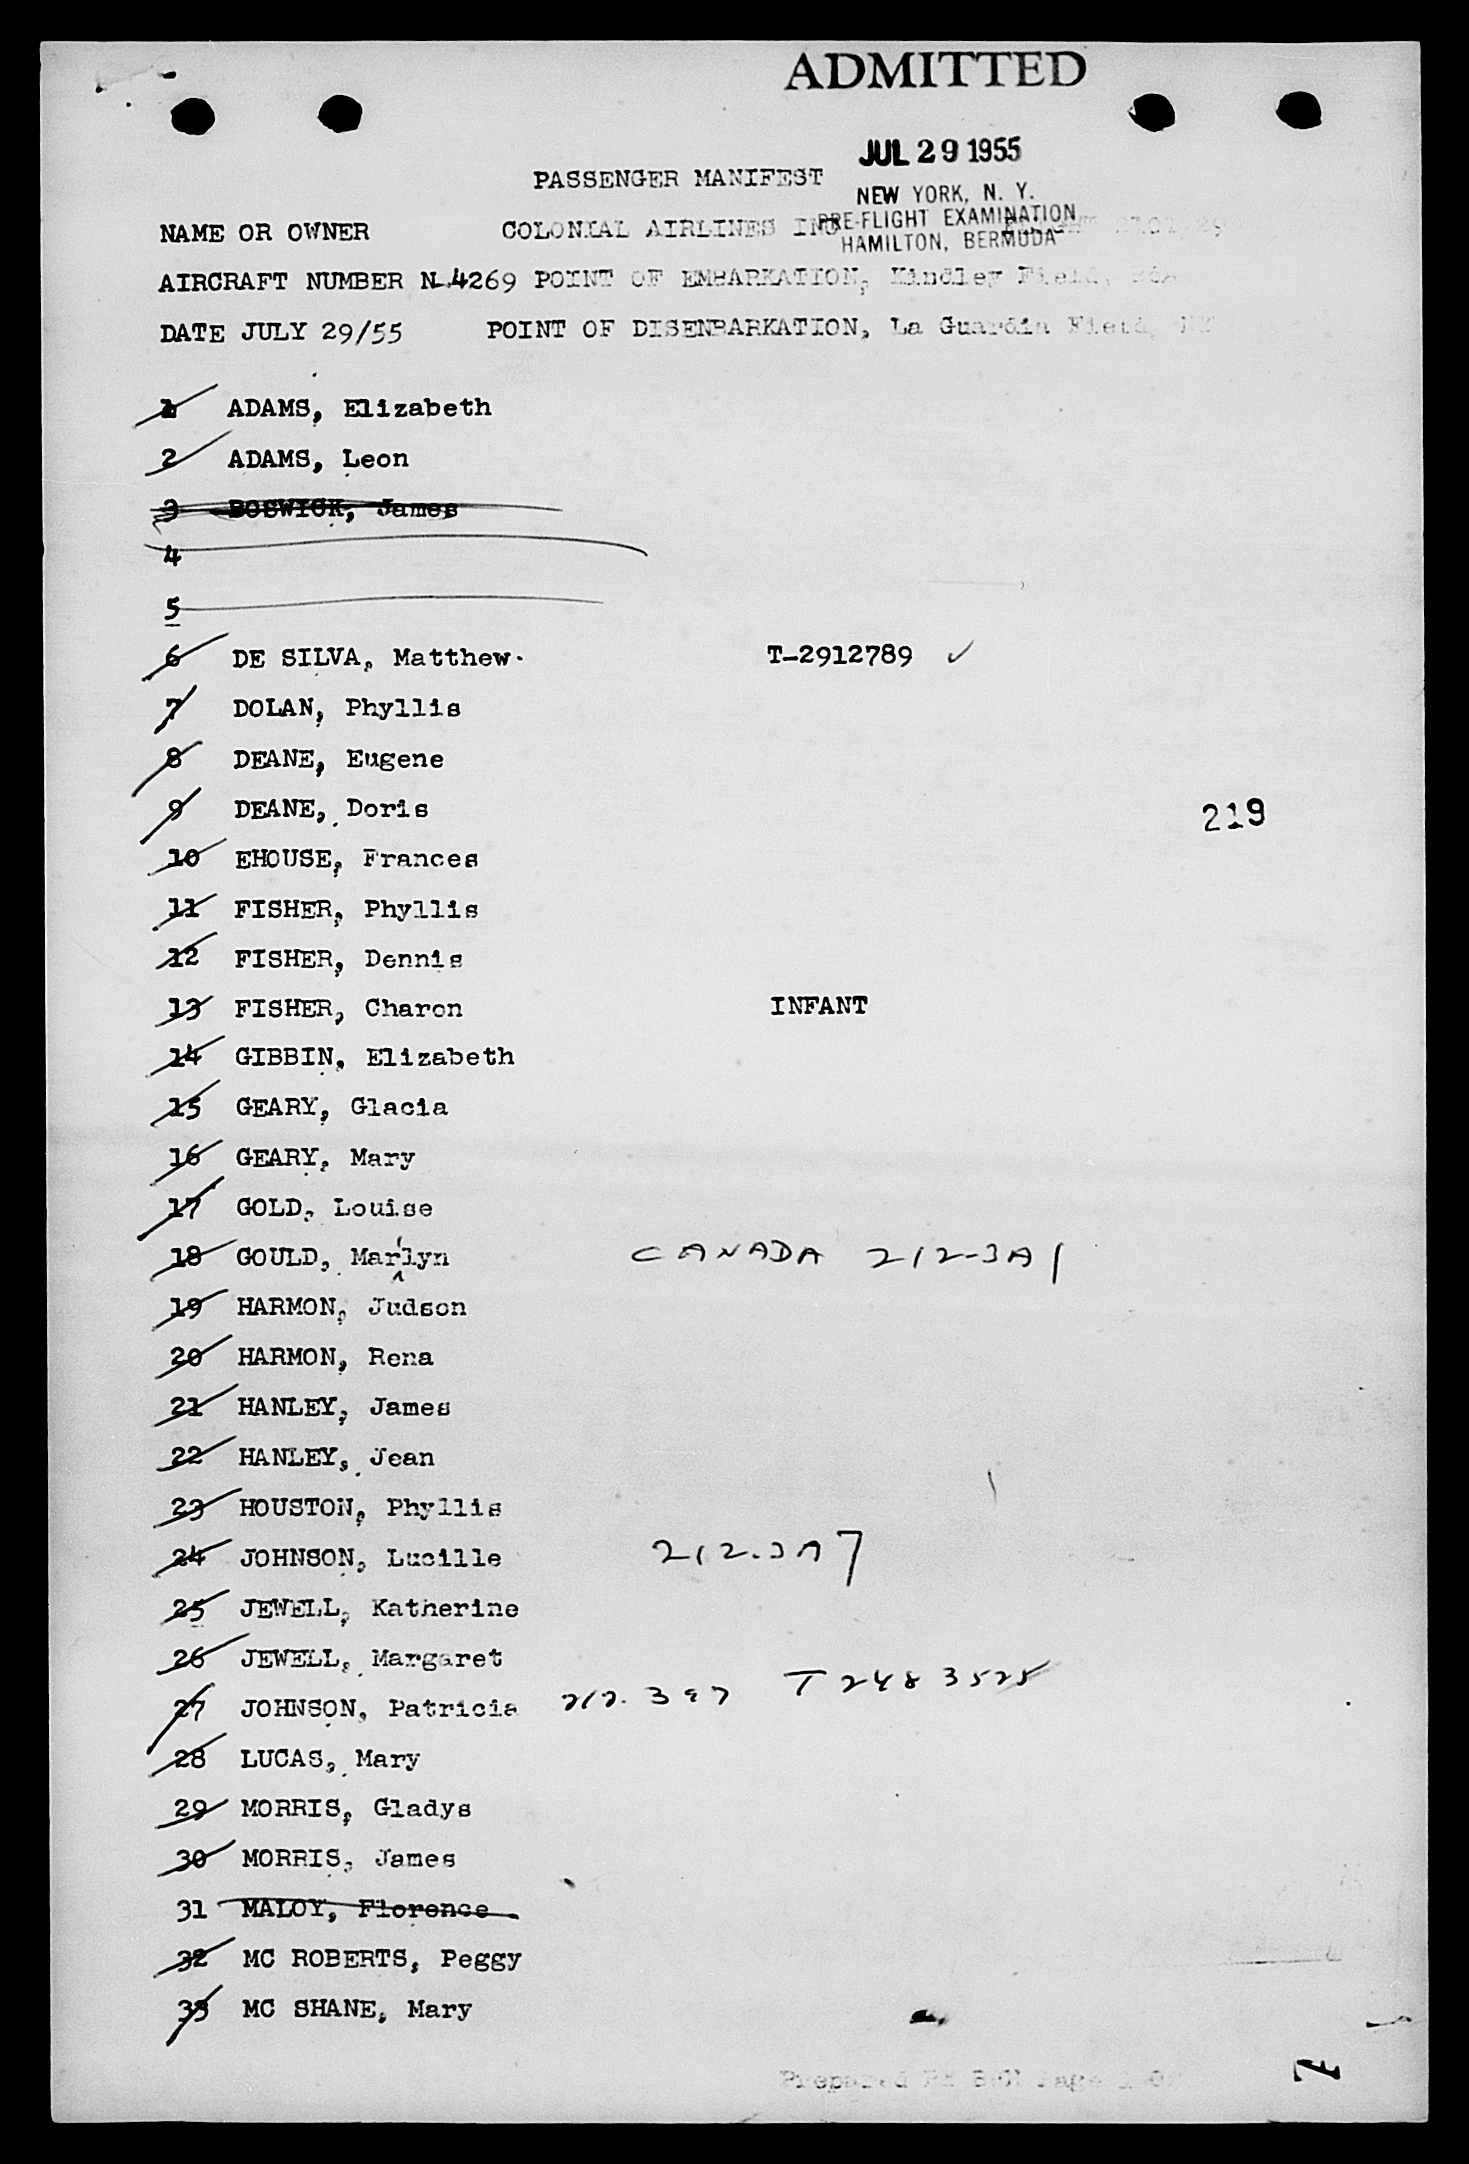 ADMITTED
JUL 29 1955
PASSENGER MANIFEST
NEW YORK, N. Y.
PRE-FLIGHT EXAMINATION
HAMILTON, BERMUDA
NAME OR OWNER COLONIAL AIRLINES INC
AIRCRAFT NUMBER N.4269 POINT OF EMBARKATION, Kindley Field,
DATE JULY 29/55 POINT OF DISENBARKATION, La Guardia Field, NY
1 ADAMS, Elizabeth
2 ADAMS, Leon
3 BOSWICK, James
4
5
6 DE SILVA, Matthew. T-2912789 ✓
7 DOLAN, Phyllis
8 DEANE, Eugene
9 DEANE, Doris
219
10 EHOUSE, Frances
11 FISHER, Phyllis
12 FISHER, Dennis
13 FISHER, Charon INFANT
14 GIBBIN, Elizabeth
15 GEARY, Glacia
16 GEARY, Mary
17 GOLD, Louise
18 GOULD, Marilyn CANADA 212-3A1
19 HARMON, Judson
20 HARMON, Rena
21 HANLEY, James
22 HANLEY, Jean
23 HOUSTON, Phyllis
24 JOHNSON, Lucille 212.3A7
25 JEWELL, Katherine
26 JEWELL, Margaret
27 JOHNSON, Patricia T2483525
28 LUCAS, Mary
29 MORRIS, Gladys
30 MORRIS, James
31 MALOY, Florence
32 MC ROBERTS, Peggy
33 MC SHANE, Mary
Prepared Page